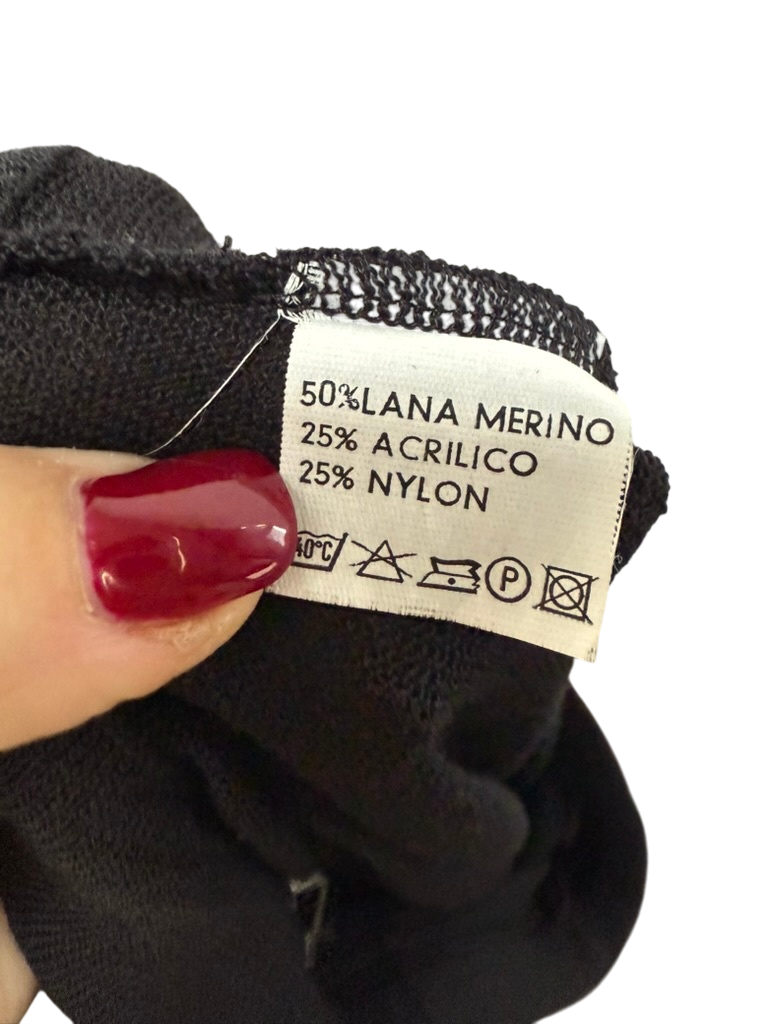 50%LANA MERINO
25% ACRILICO
25% NYLON
40°C P